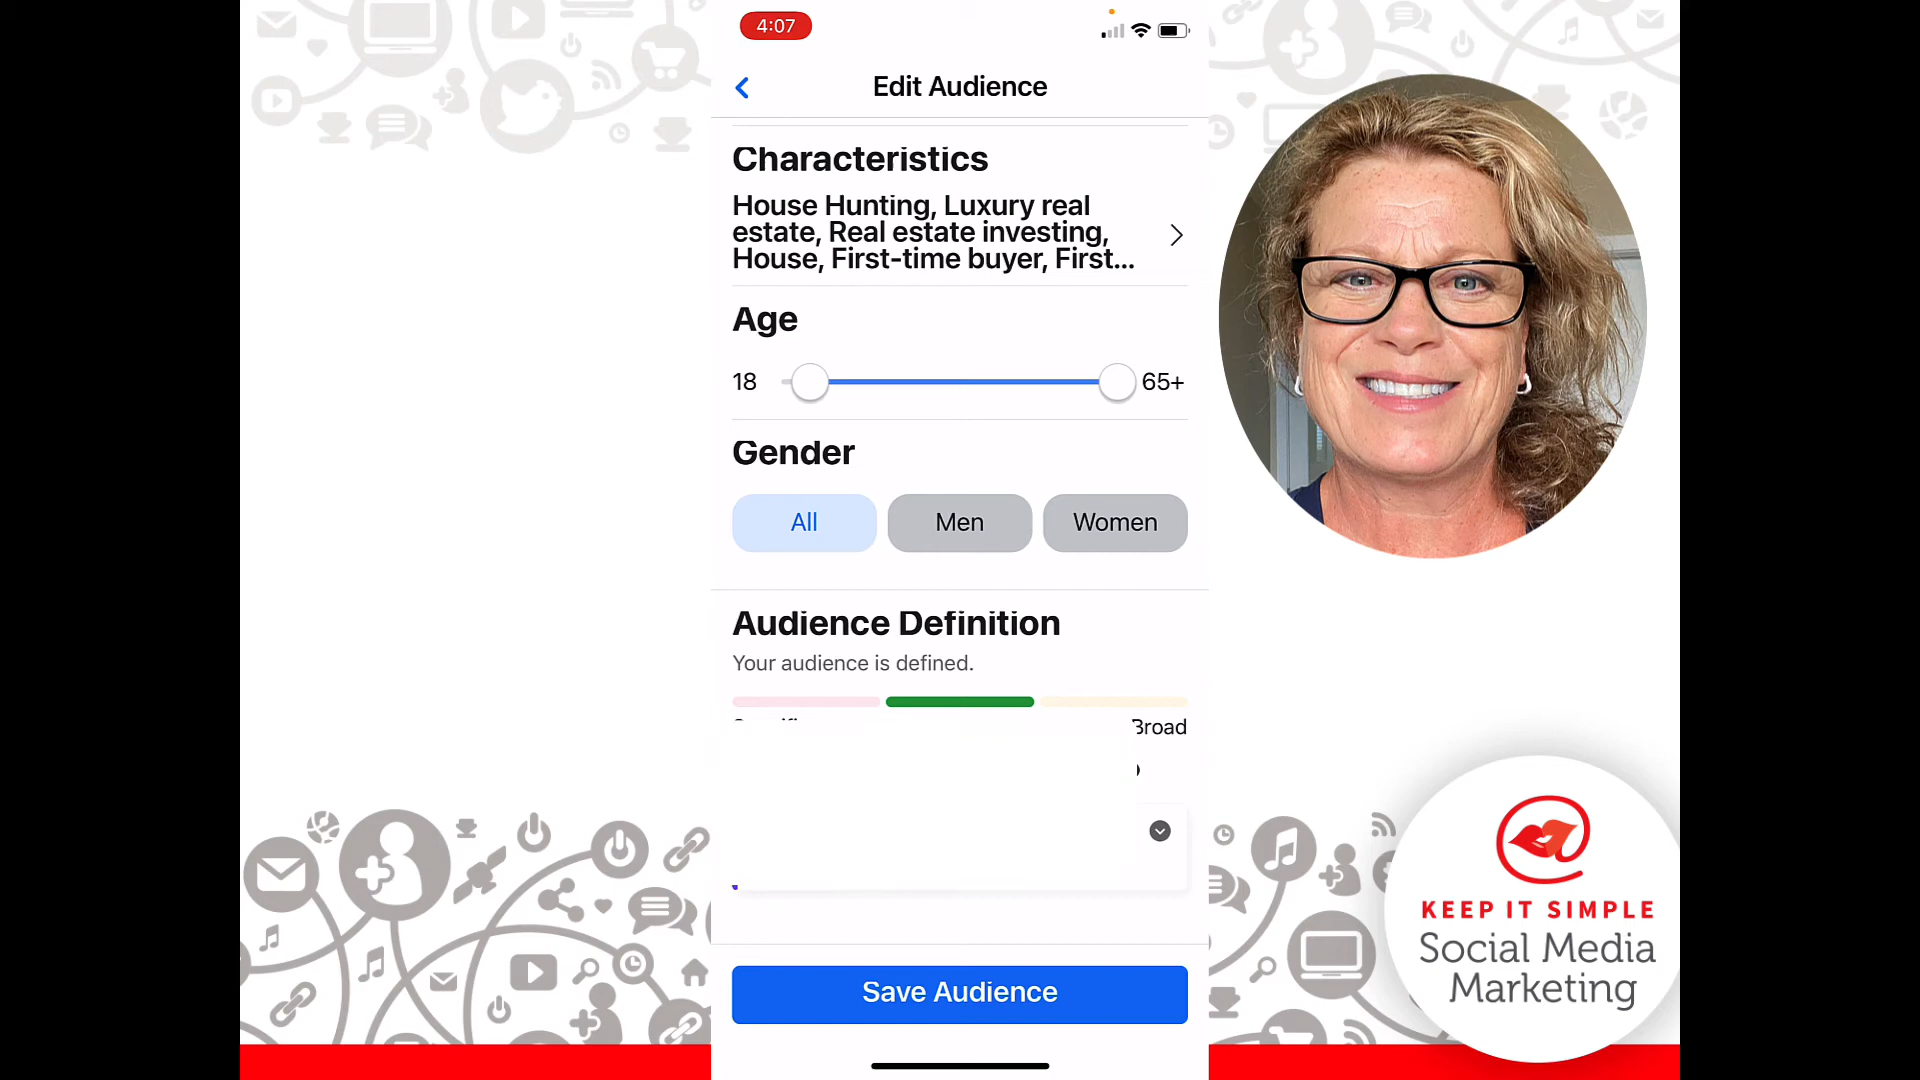 4:07
Edit Audience
Characteristics
House Hunting, Luxury real
estate, Real estate investing,
House, First-time buyer, First...
Age
18
65+
Gender
All
Men
Women
Audience Definition
Your audience is defined.
Broad
Save Audience
KEEP IT SIMPLE
Social Media
Marketing